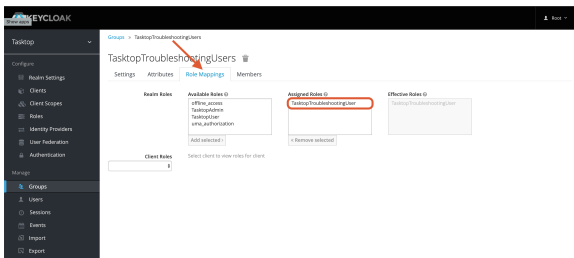 KEYCLOAK
Show apps
Root
Tasktop
Groups > TasktopTroubleshootingUsers
TasktopTroubleshootingUsers
Settings Attributes Role Mappings Members
Configure
Realm Settings
Clients
Client Scopes
Roles
Identity Providers
User Federation
Authentication
Manage
Groups
Users
Sessions
Events
Import
Export
Realm Roles
Available Roles
offline_access
TasktopAdmin
TasktopUser
uma_authorization
Add selected ›
Assigned Roles
TasktopTroubleshootingUser
« Remove selected
Effective Roles
TasktopTroubleshootingUser
Client Roles
Select client to view roles for client